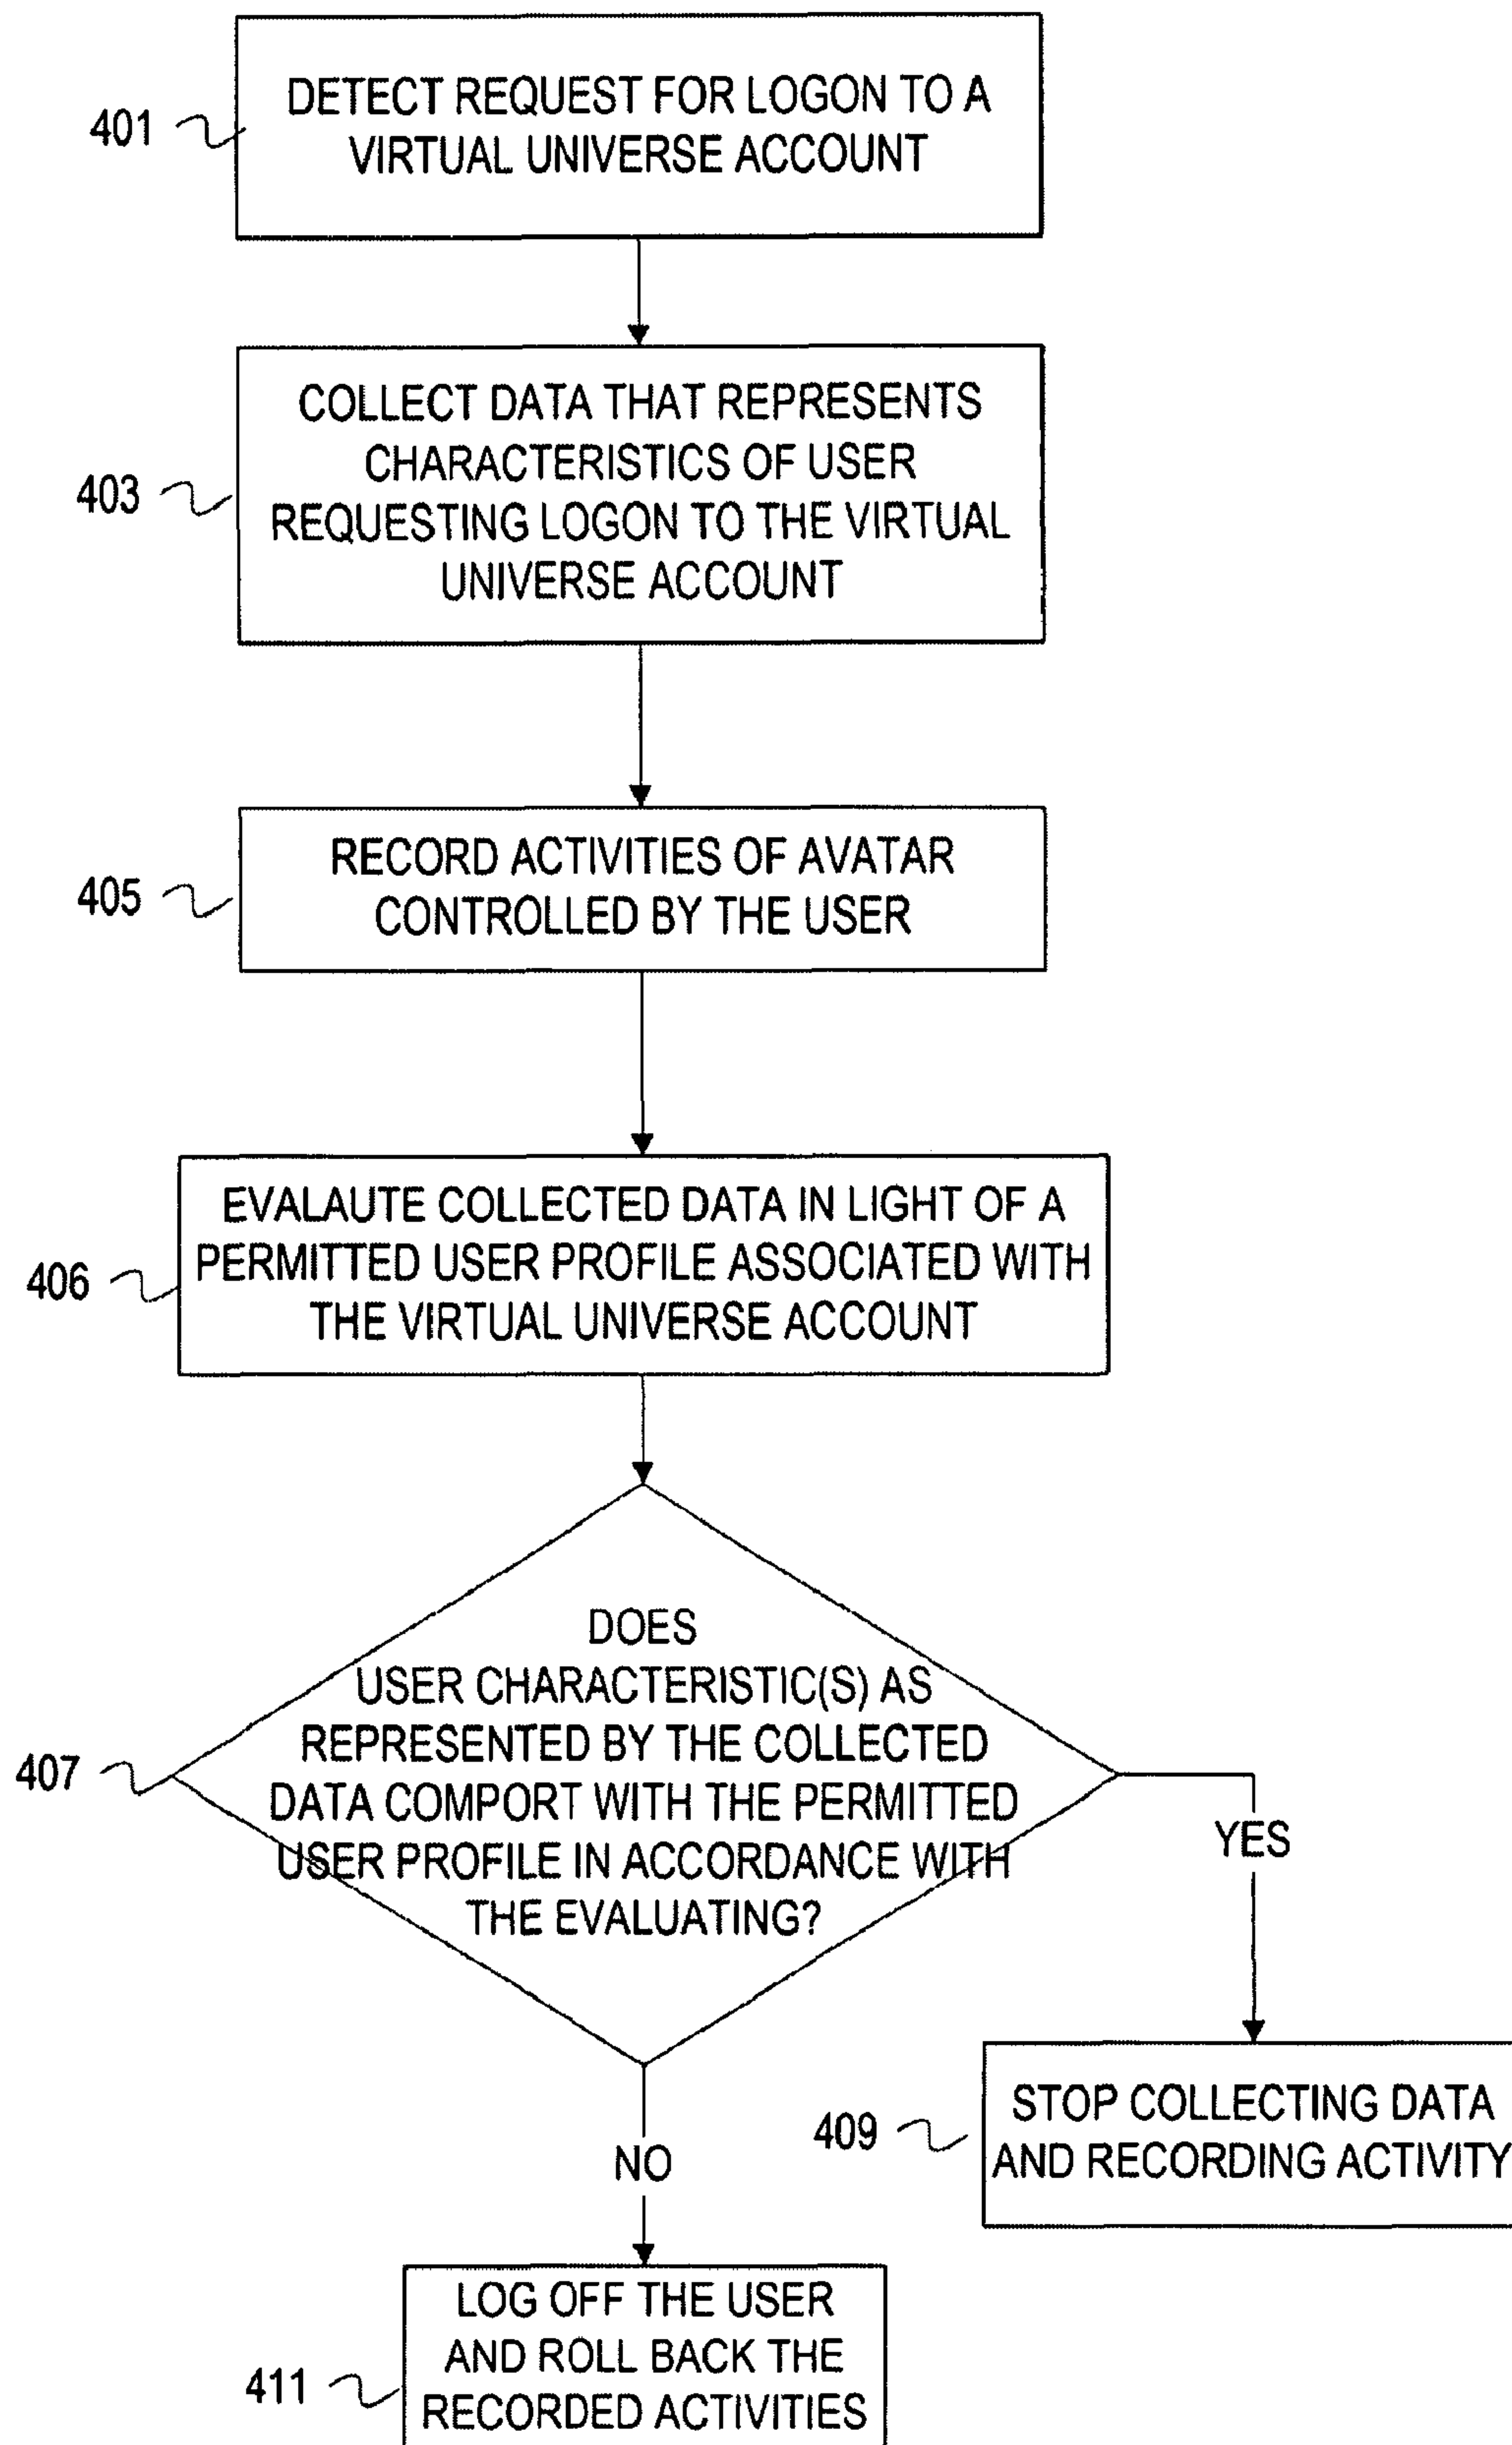 401
DETECT REQUEST FOR LOGON TO A
VIRTUAL UNIVERSE ACCOUNT
403
COLLECT DATA THAT REPRESENTS
CHARACTERISTICS OF USER
REQUESTING LOGON TO THE VIRTUAL
UNIVERSE ACCOUNT
405
RECORD ACTIVITIES OF AVATAR
CONTROLLED BY THE USER
406
EVALAUTE COLLECTED DATA IN LIGHT OF A
PERMITTED USER PROFILE ASSOCIATED WITH
THE VIRTUAL UNIVERSE ACCOUNT
407
DOES
USER CHARACTERISTIC(S) AS
REPRESENTED BY THE COLLECTED
DATA COMPORT WITH THE PERMITTED
USER PROFILE IN ACCORDANCE WITH
THE EVALUATING?
YES
409
STOP COLLECTING DATA
AND RECORDING ACTIVITY
NO
411
LOG OFF THE USER
AND ROLL BACK THE
RECORDED ACTIVITIES